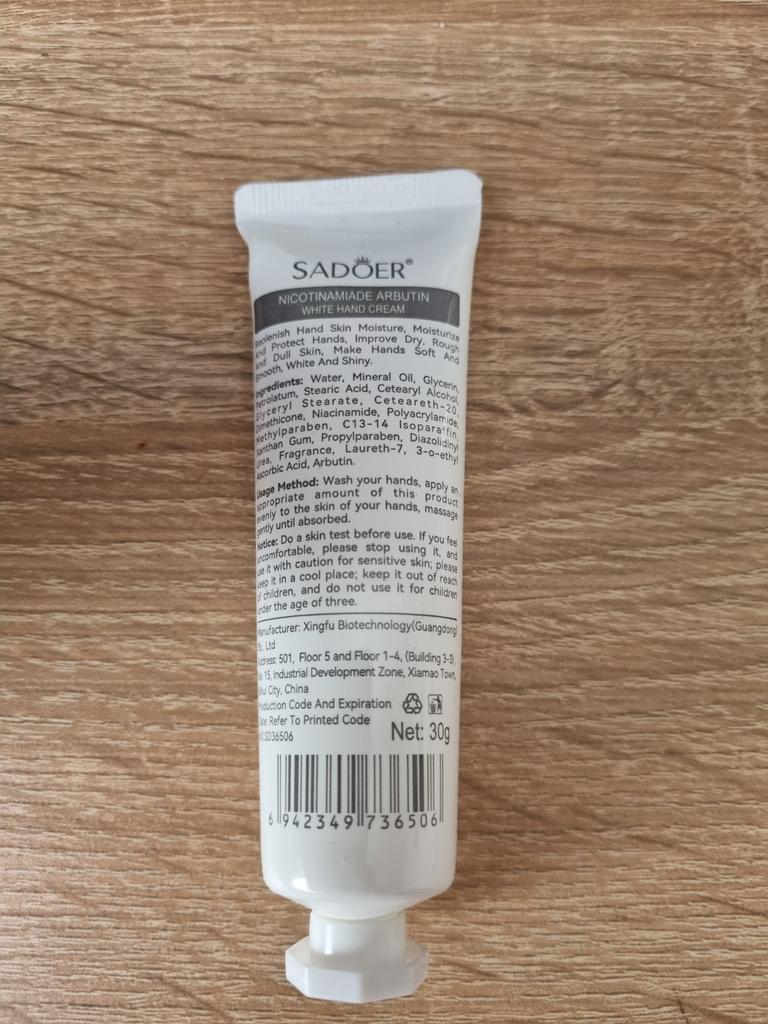 SADOER®
NICOTINAMIADE ARBUTIN
WHITE HAND CREAM
Replenish Hand Skin Moisture, Moisturize
And Protect Hands, Improve Dry, Rough
And Dull Skin, Make Hands Soft And
Smooth, White And Shiny.
Ingredients: Water, Mineral Oil, Glycerin,
Petrolatum, Stearic Acid, Cetearyl Alcohol,
Glyceryl Stearate, Ceteareth-20,
Dimethicone, Niacinamide, Polyacrylamide,
Methylparaben, C13-14 Isoparaffin,
Xanthan Gum, Propylparaben, Diazolidinyl
Urea, Fragrance, Laureth-7, 3-o-ethyl
Ascorbic Acid, Arbutin.
Usage Method: Wash your hands, apply an
appropriate amount of this product
evenly to the skin of your hands, massage
gently until absorbed.
Notice: Do a skin test before use. If you feel
uncomfortable, please stop using it, and
use it with caution for sensitive skin; please
keep it in a cool place; keep it out of reach
of children, and do not use it for children
under the age of three.
Manufacturer: Xingfu Biotechnology(Guangdong)
Co., Ltd
Address: 501, Floor 5 and Floor 1-4, (Building 3-3),
No. 15, Industrial Development Zone, Xiamao Town,
City, China
Production Code And Expiration
Date: Refer To Printed Code
NO.SD36506
Net: 30g
6 942349 736506